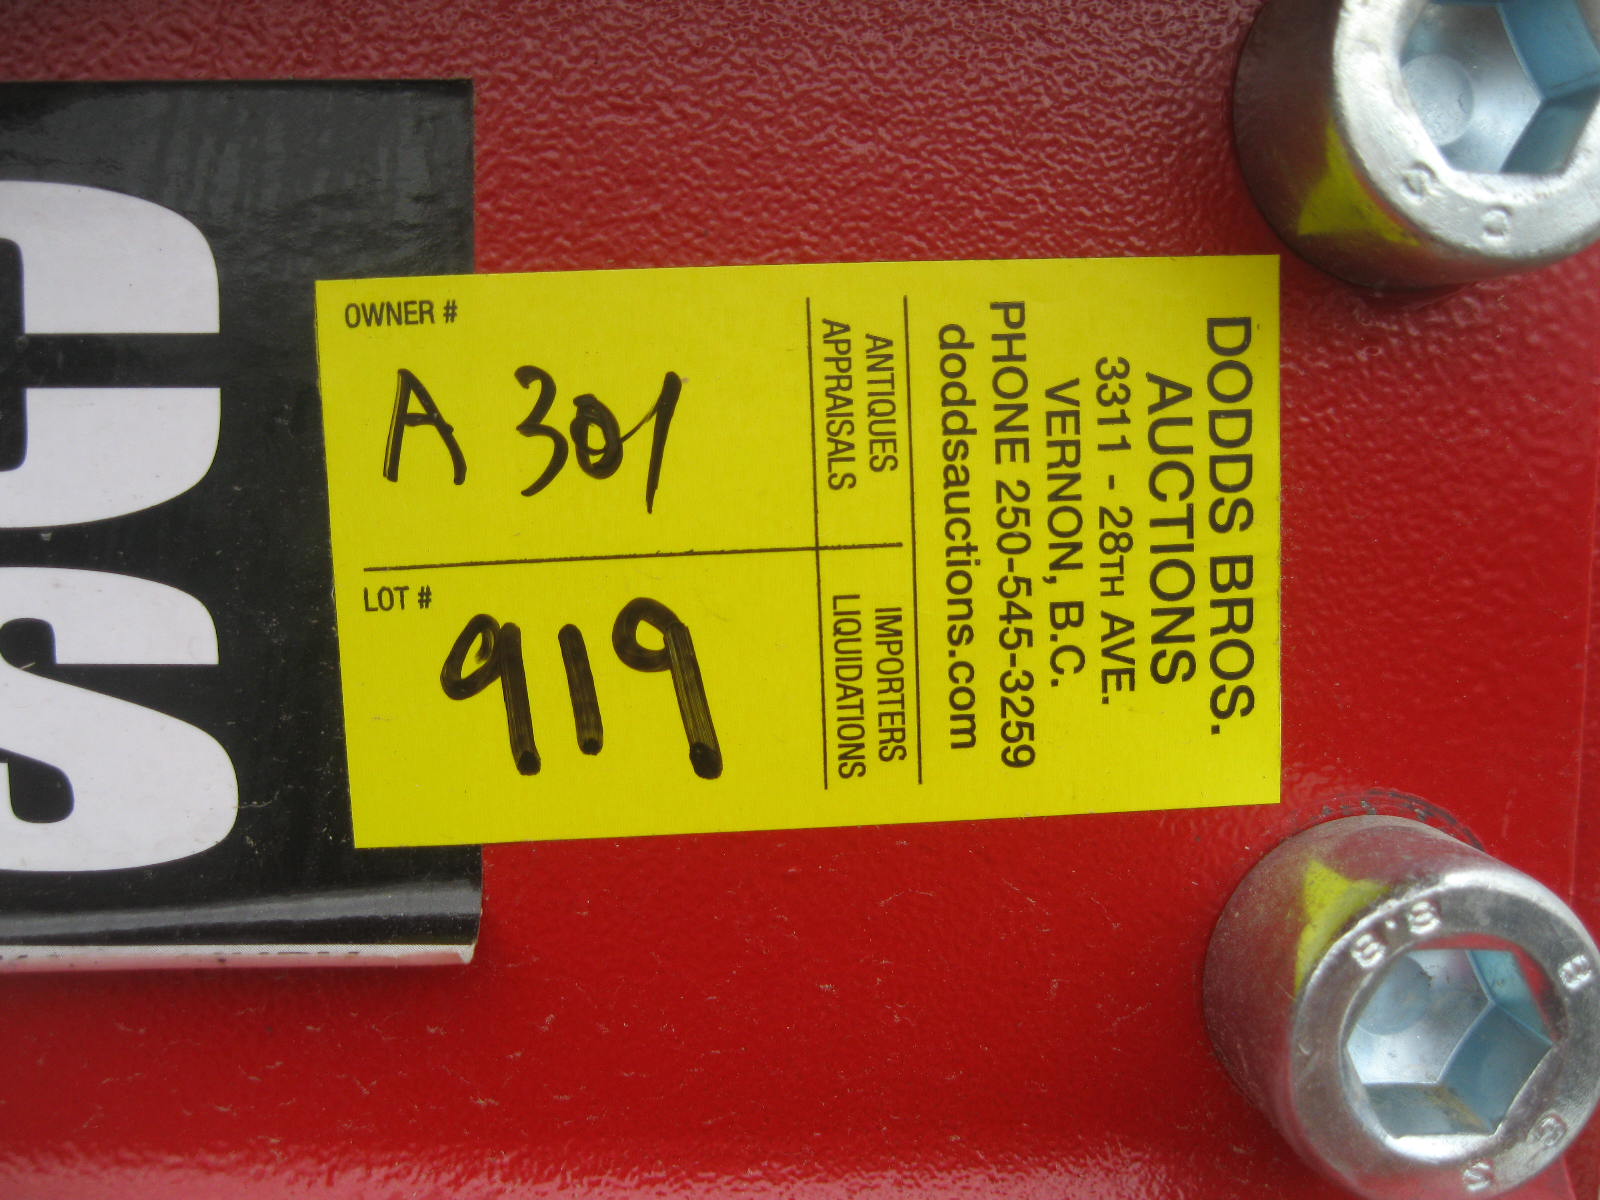 DODDS BROS.
AUCTIONS
3311 - 28TH AVE.
VERNON, B.C.
PHONE 250-545-3259
doddsauctions.com
ANTIQUES
APPRAISALS
IMPORTERS
LIQUIDATIONS
OWNER #
A 301
LOT #
919